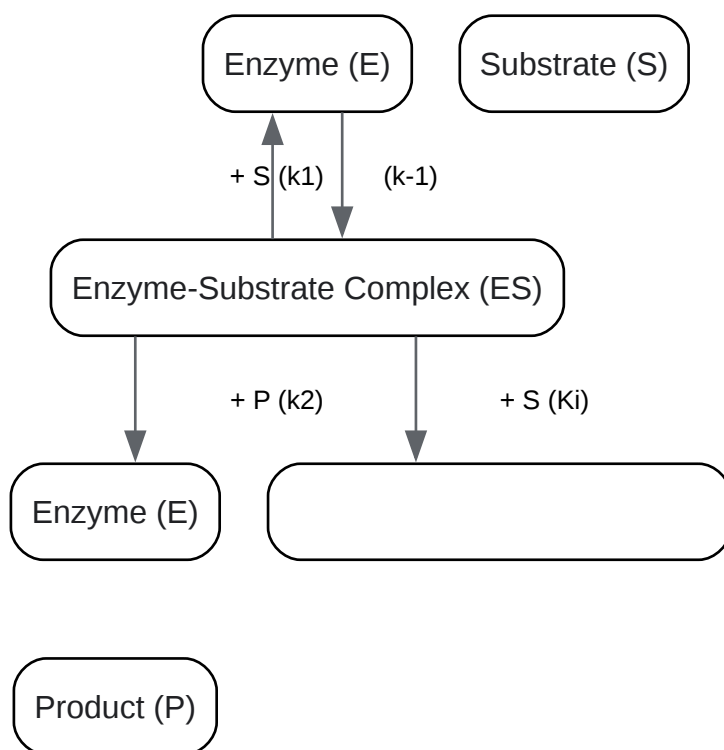 Enzyme (E)
Substrate (S)
+ S (k1)
(k-1)
Enzyme-Substrate Complex (ES)
+ P (k2)
+ S (Ki)
Enzyme (E)
Product (P)